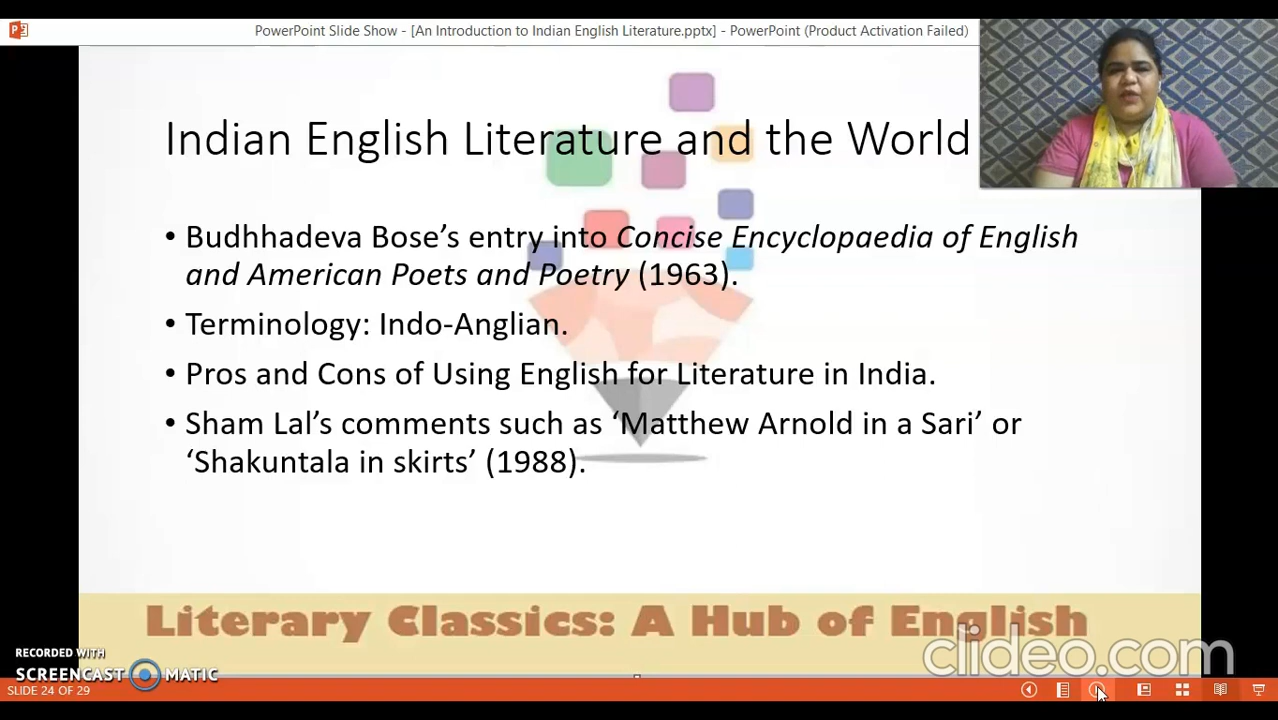 PowerPoint Slide Show - [An Introduction to Indian English Literature.pptx] - PowerPoint (Product Activation Failed)
Indian English Literature and the World
• Budhhadeva Bose’s entry into Concise Encyclopaedia of English
and American Poets and Poetry (1963).
• Terminology: Indo-Anglian.
• Pros and Cons of Using English for Literature in India.
• Sham Lal’s comments such as ‘Matthew Arnold in a Sari’ or
‘Shakuntala in skirts’ (1988).
Literary Classics: A Hub of English
clideo.com
RECORDED WITH
SCREENCAST MATIC
SLIDE 24 OF 29